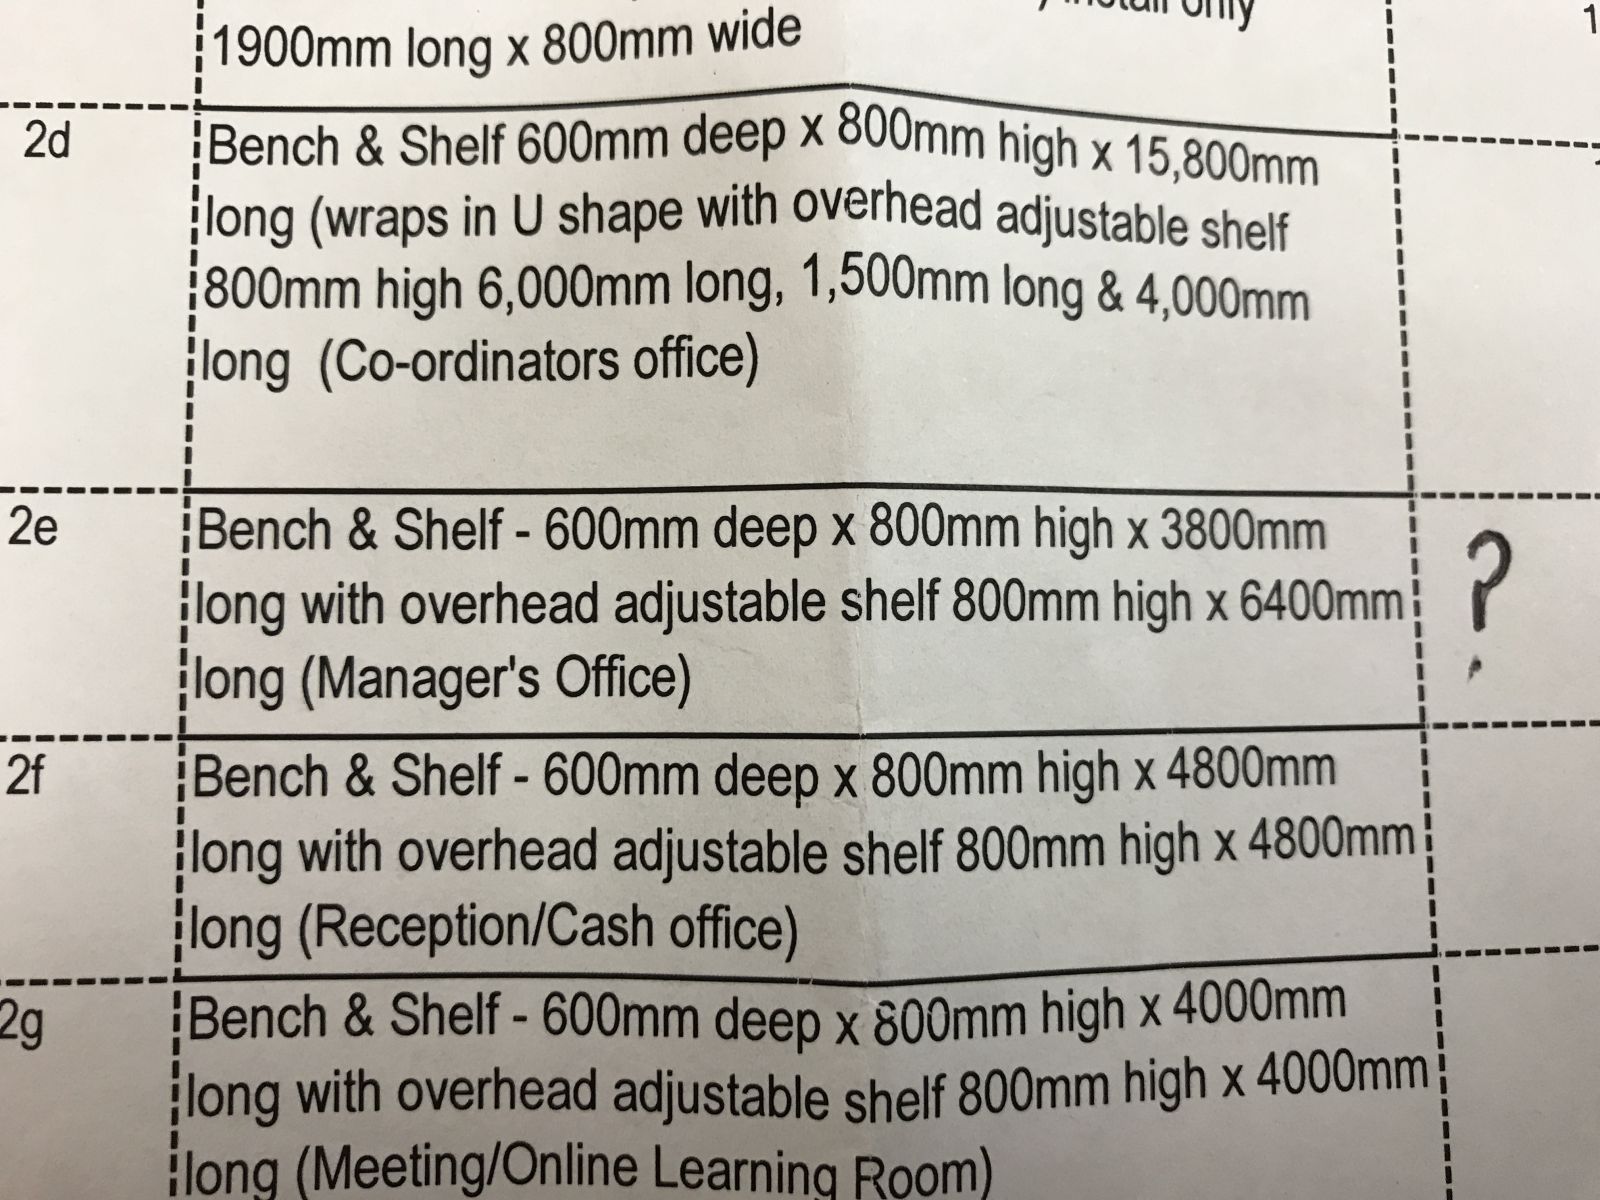 install only
1900mm long x 800mm wide
2d
Bench & Shelf 600mm deep x 800mm high x 15,800mm
long (wraps in U shape with overhead adjustable shelf
800mm high 6,000mm long, 1,500mm long & 4,000mm
long (Co-ordinators office)
2e
Bench & Shelf - 600mm deep x 800mm high x 3800mm
long with overhead adjustable shelf 800mm high x 6400mm
long (Manager's Office)
?
2f
Bench & Shelf - 600mm deep x 800mm high x 4800mm
long with overhead adjustable shelf 800mm high x 4800mm
long (Reception/Cash office)
2g
Bench & Shelf - 600mm deep x 800mm high x 4000mm
long with overhead adjustable shelf 800mm high x 4000mm
long (Meeting/Online Learning Room)